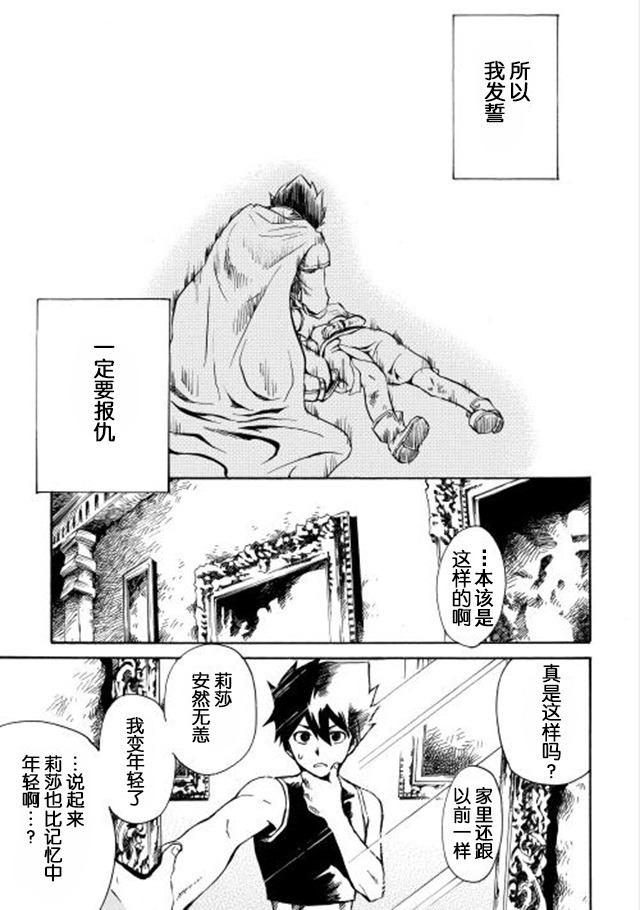 所以
我发誓
一定要报仇
…本该是
这样的啊
真是这样吗？
家里还跟
以前一样
莉莎
安然无恙
我变年轻了
…说起来
莉莎也比记忆中
年轻啊…？